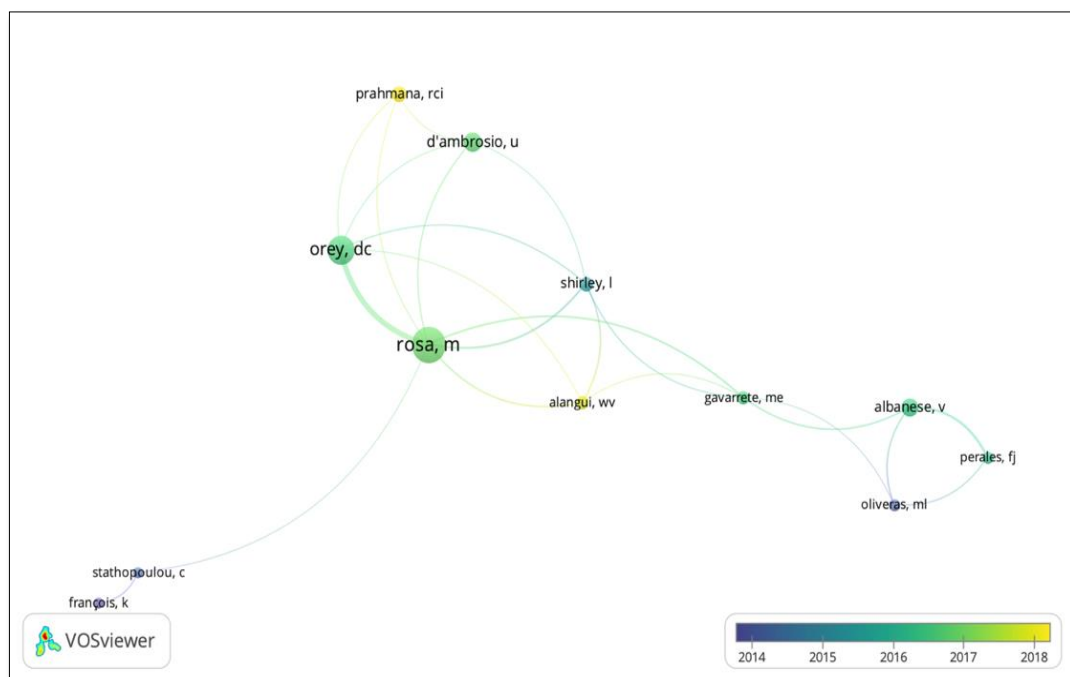 prahmana, rci
d'ambrosio, u
orey, dc
shirley, l
rosa, m
alangui, wv
gavarrete, me
albanese, v
perales, fj
oliveras, ml
stathopoulou, c
françois, k
VOSviewer
2014 2015 2016 2017 2018